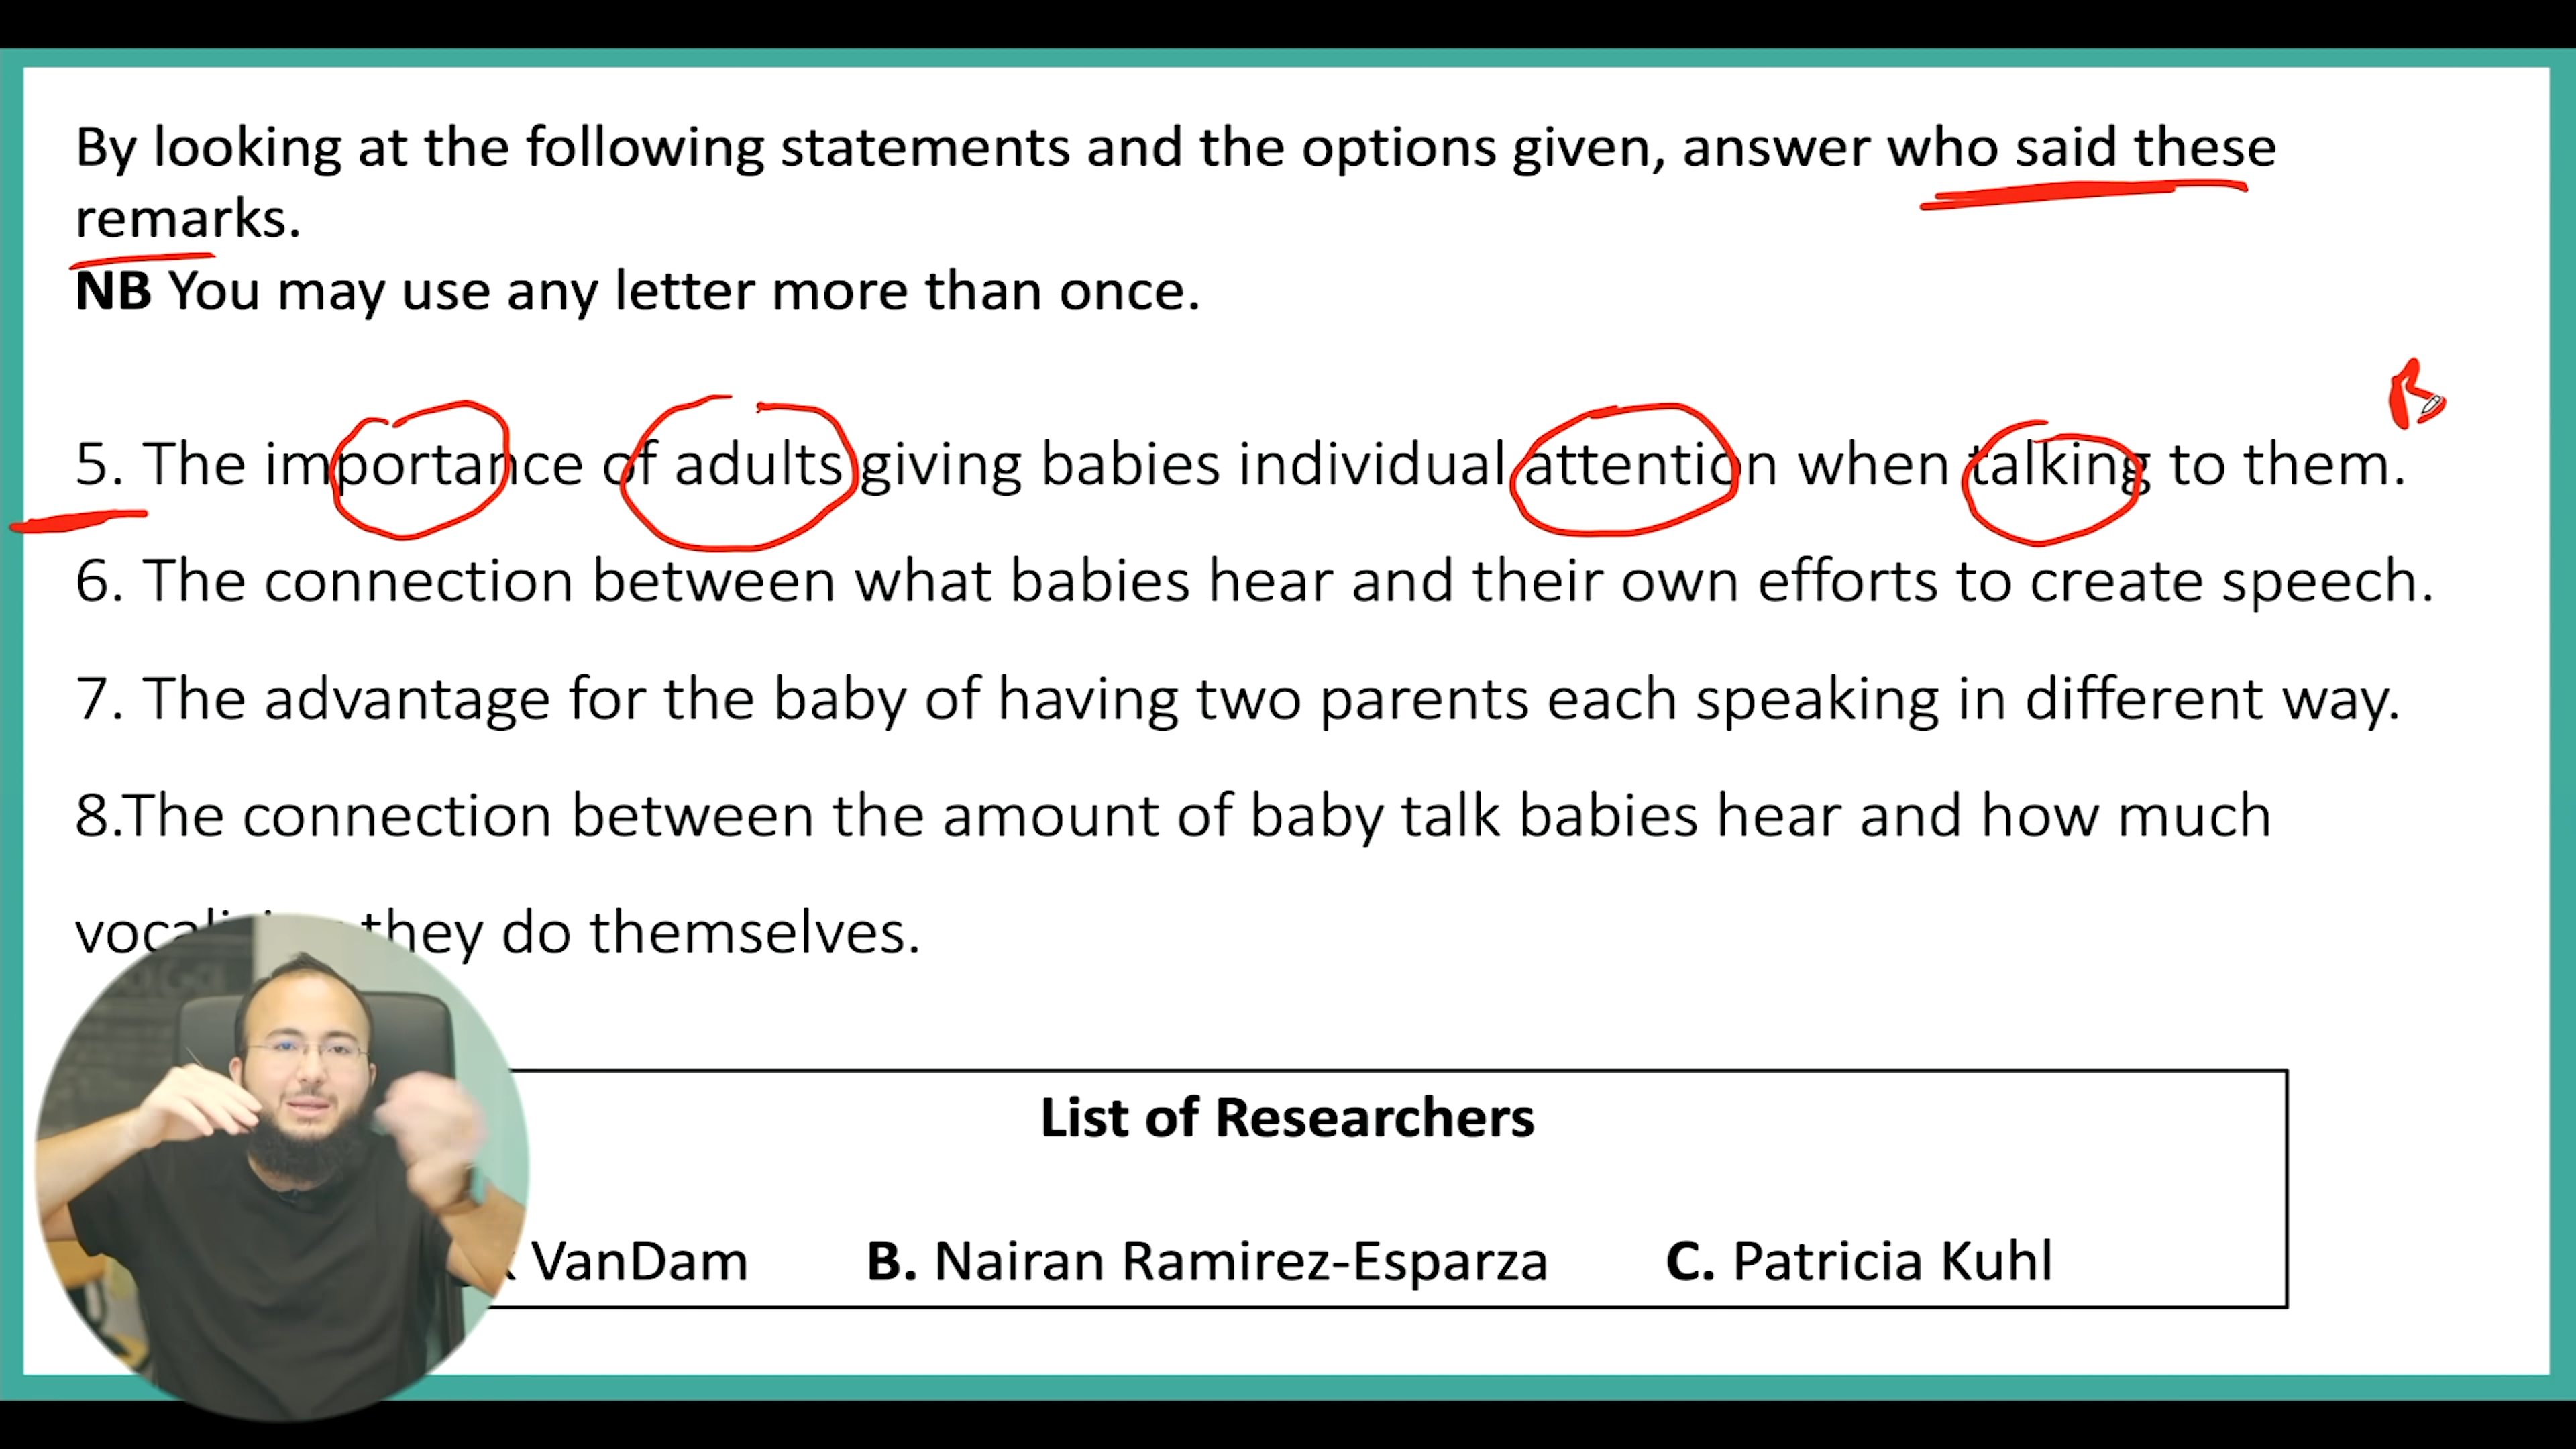 By looking at the following statements and the options given, answer who said these
remarks.
NB You may use any letter more than once.
B
5. The importance of adults giving babies individual attention when talking to them.
6. The connection between what babies hear and their own efforts to create speech.
7. The advantage for the baby of having two parents each speaking in different way.
8.The connection between the amount of baby talk babies hear and how much
they do themselves.
List of Researchers
VanDam B. Nairan Ramirez-Esparza C. Patricia Kuhl